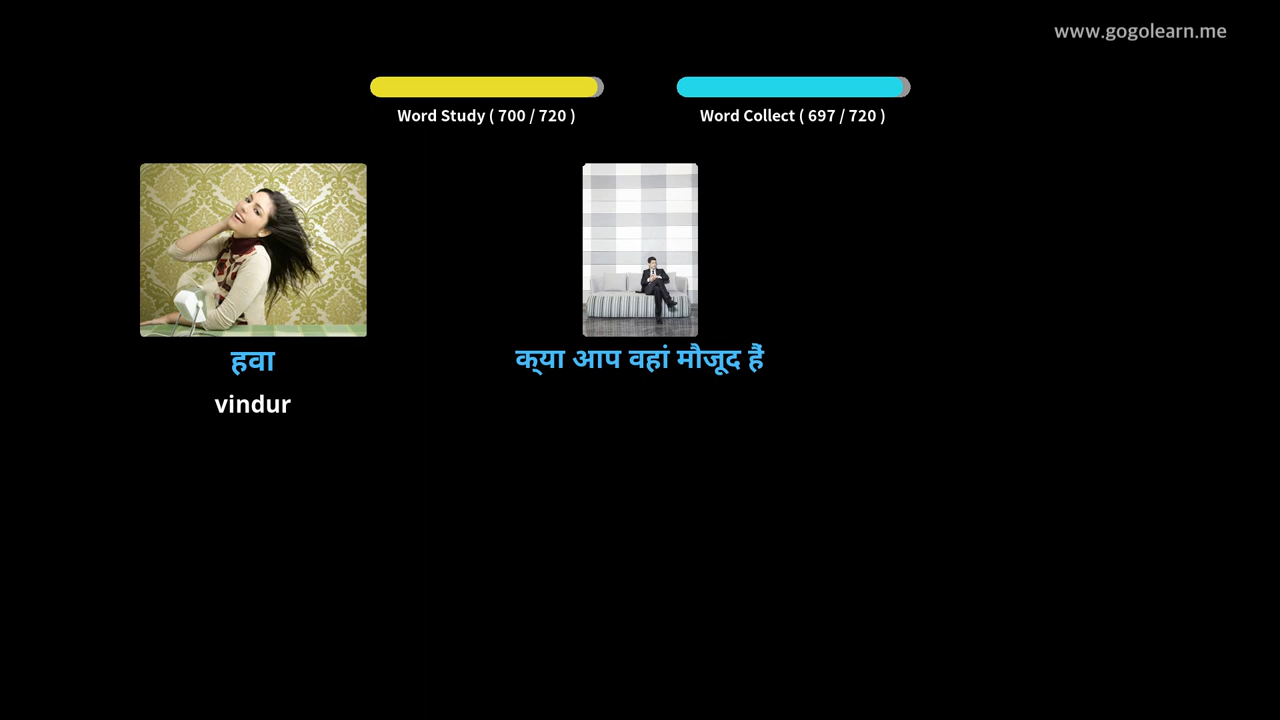 www.gogolearn.me
Word Study ( 700 / 720 )
Word Collect ( 697 / 720 )
हवा
क्या आप वहां मौजूद हैं
vindur